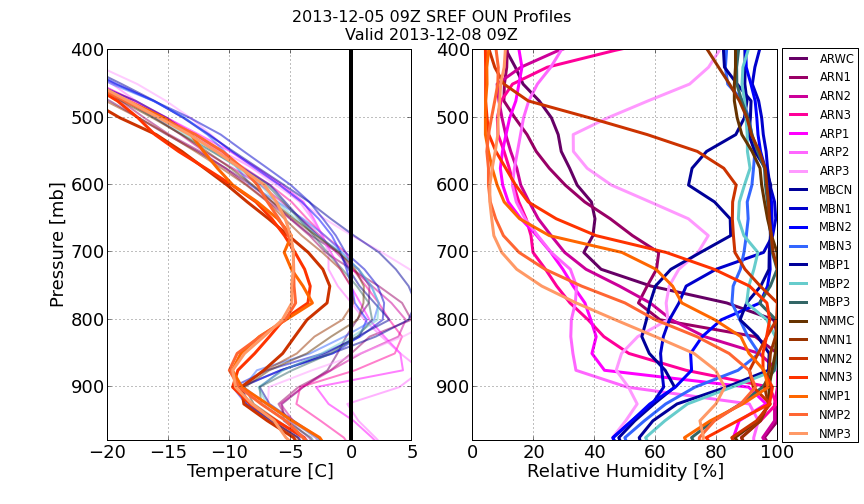 2013-12-05 09Z SREF OUN Profiles
Valid 2013-12-08 09Z
400
500
600
700
800
900
Pressure [mb]
−20 −15 −10 −5 0 5
Temperature [C]
400
500
600
700
800
900
0 20 40 60 80 100
Relative Humidity [%]
ARWC
ARN1
ARN2
ARN3
ARP1
ARP2
ARP3
MBCN
MBN1
MBN2
MBN3
MBP1
MBP2
MBP3
NMMC
NMN1
NMN2
NMN3
NMP1
NMP2
NMP3